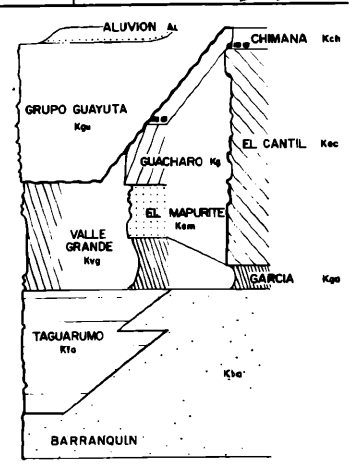 ALUVION AL
CHIMANA Kch
GRUPO GUAYUTA
Kgu
EL CANTIL Kec
GUACHARO Kg
EL MAPURITE
Kem
VALLE
GRANDE
Kvg
GARCIA Kga
TAGUARUMO
Kta
Kba
BARRANQUIN